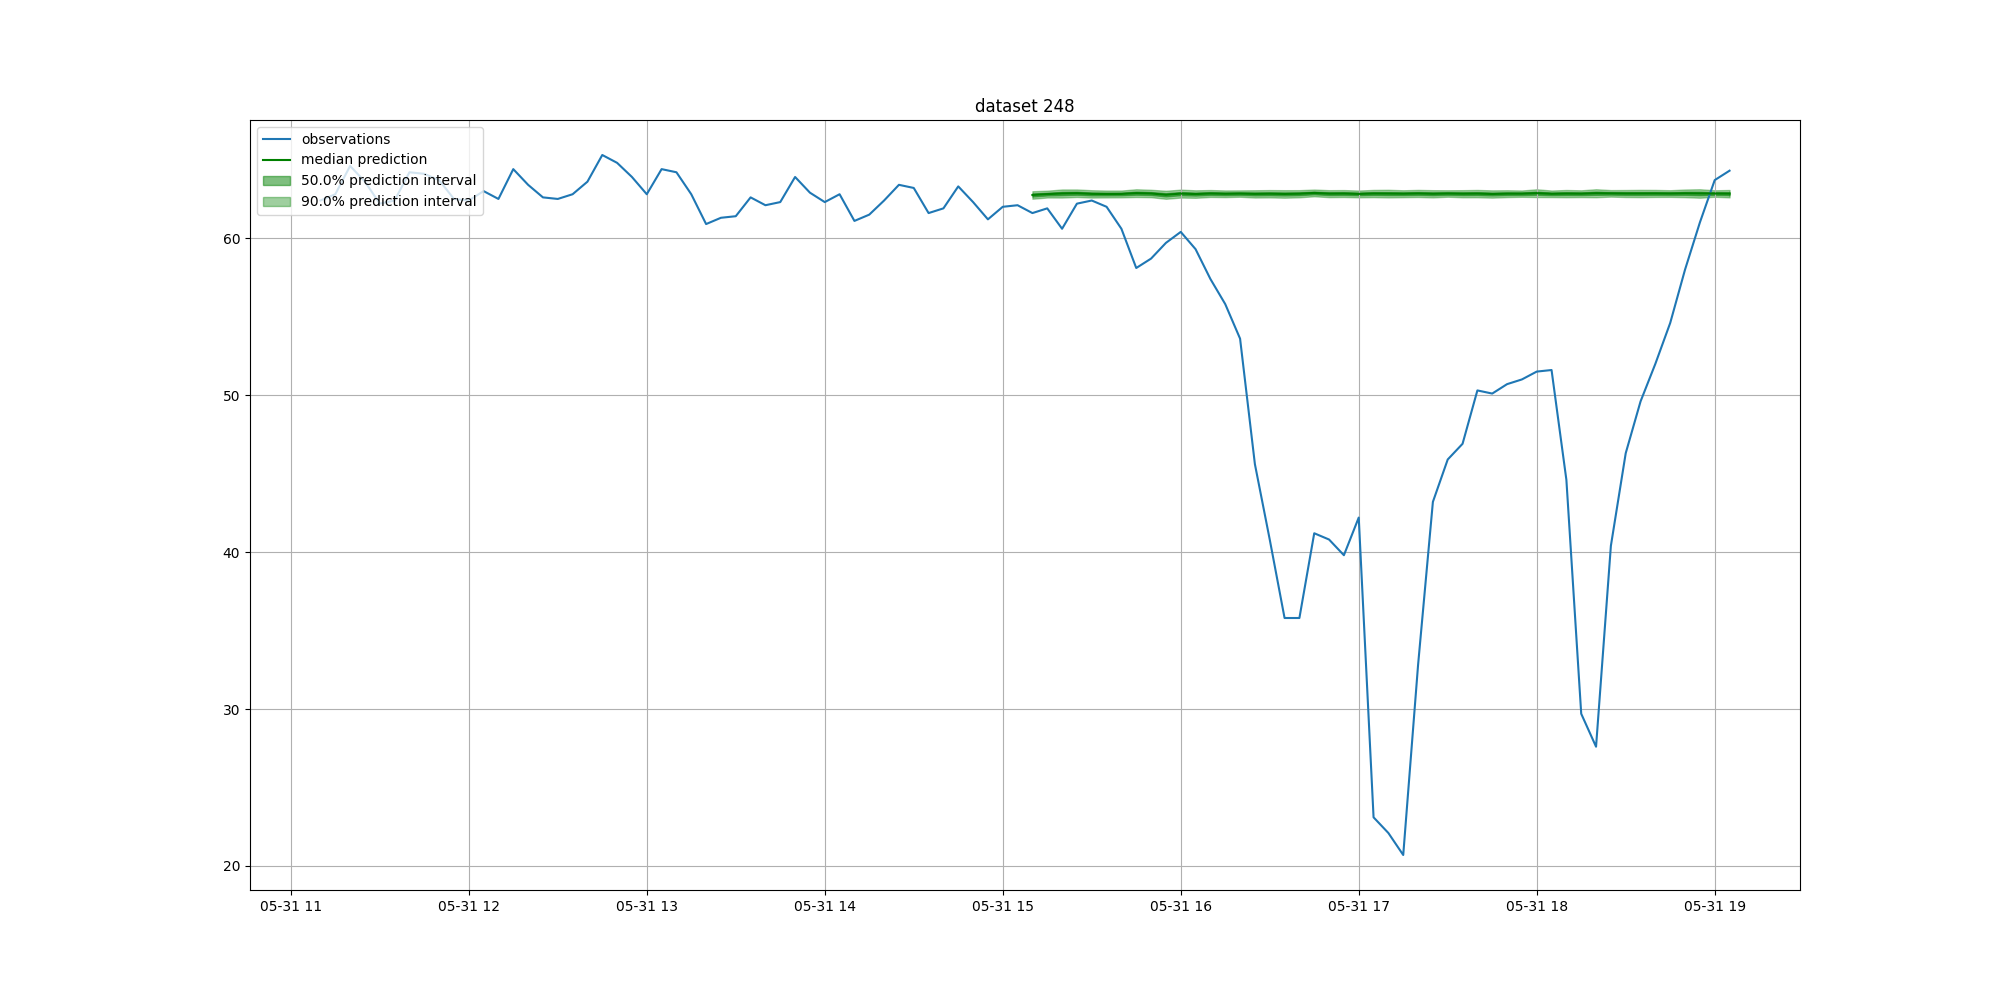 dataset 248
observations
median prediction
50.0% prediction interval
90.0% prediction interval
60
50
40
30
20
05-31 11 05-31 12 05-31 13 05-31 14 05-31 15 05-31 16 05-31 17 05-31 18 05-31 19